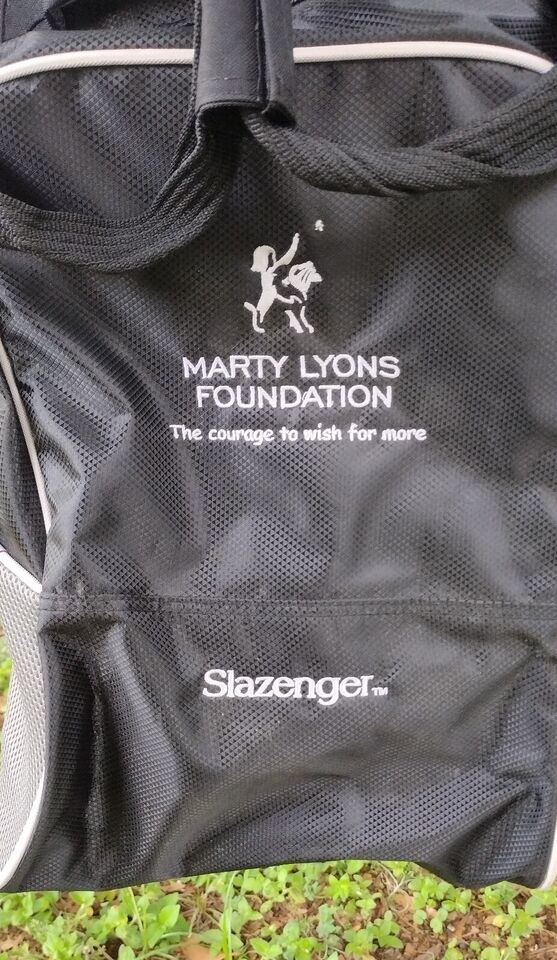 MARTY LYONS
FOUNDATION
The courage to wish for more
Slazenger™